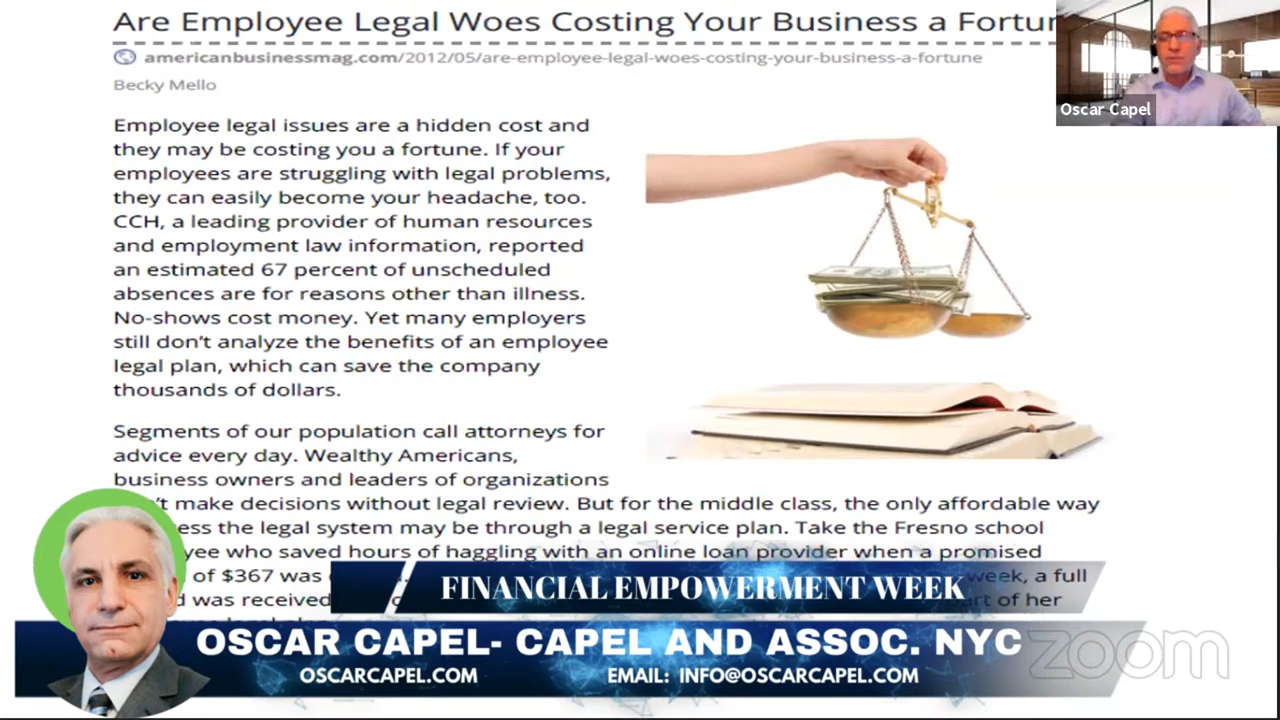 Are Employee Legal Woes Costing Your Business a
americanbusinessmag.com/2012/05/are-employee-legal-woes-costing-your-business-a-fortune
Becky Mello
Oscar Capel
Employee legal issues are a hidden cost and
they may be costing you a fortune. If your
employees are struggling with legal problems,
they can easily become your headache, too.
CCH, a leading provider of human resources
and employment law information, reported
an estimated 67 percent of unscheduled
absences are for reasons other than illness.
No-shows cost money. Yet many employers
still don't analyze the benefits of an employee
legal plan, which can save the company
thousands of dollars.
Segments of our population call attorneys for
advice every day. Wealthy Americans,
business owners and leaders of organizations
make decisions without legal review. But for the middle class, the only affordable way
the legal system may be through a legal service plan. Take the Fresno school
who saved hours of haggling with an online loan provider when a promised
of $367 was week, a full
was received of her
FINANCIAL EMPOWERMENT WEEK
OSCAR CAPEL- CAPEL AND ASSOC. NYC
OSCARCAPEL.COM EMAIL: INFO@OSCARCAPEL.COM
zoom